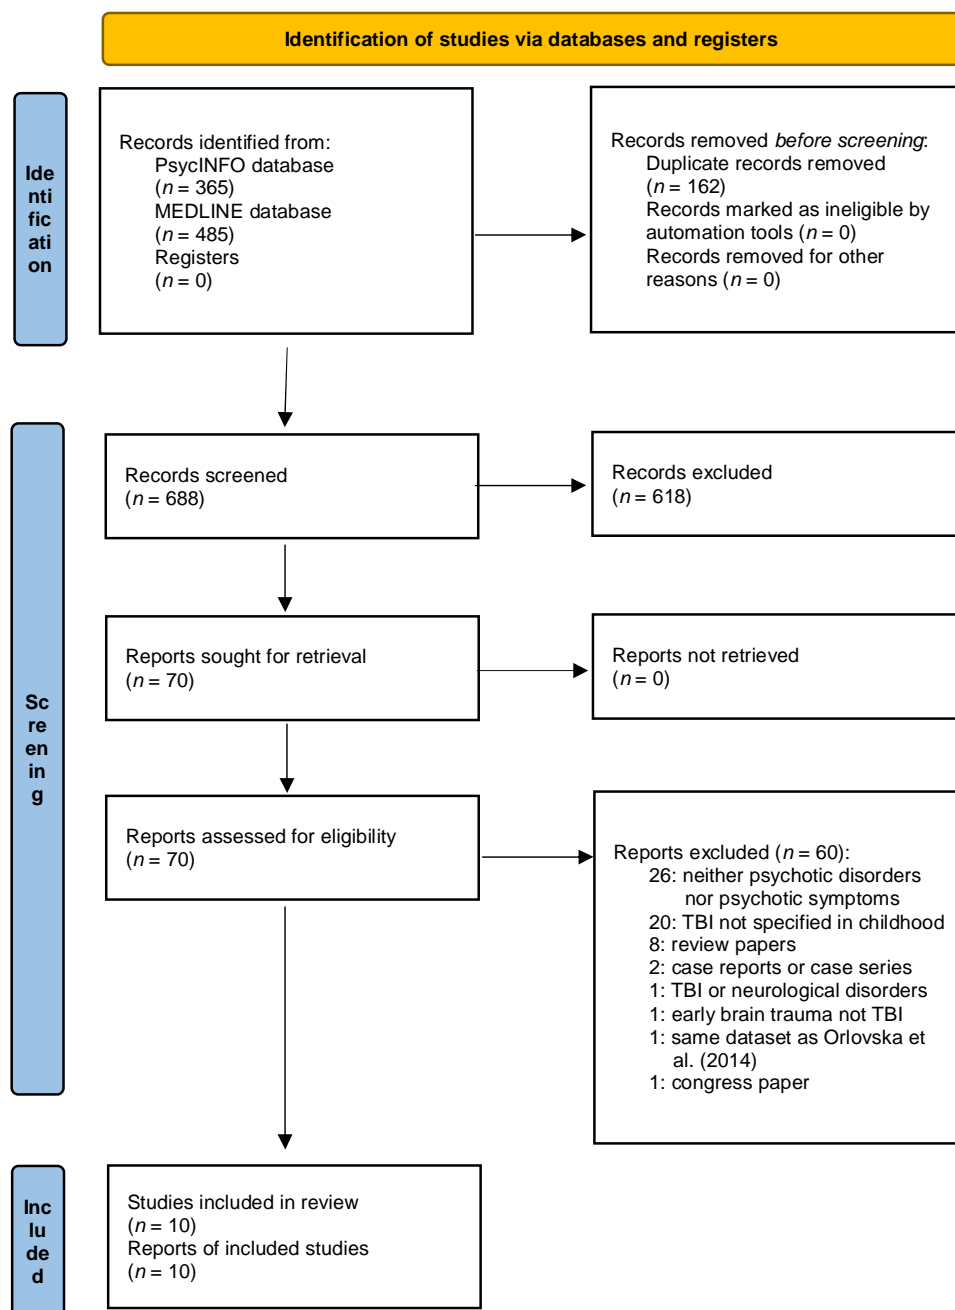 Identification of studies via databases and registers
Ide
nti
fic
ati
on
Records identified from:
PsycINFO database
(n = 365)
MEDLINE database
(n = 485)
Registers
(n = 0)
Records removed before screening:
Duplicate records removed
(n = 162)
Records marked as ineligible by
automation tools (n = 0)
Records removed for other
reasons (n = 0)
Sc
re
en
in
g
Records screened
(n = 688)
Records excluded
(n = 618)
Reports sought for retrieval
(n = 70)
Reports not retrieved
(n = 0)
Reports assessed for eligibility
(n = 70)
Reports excluded (n = 60):
26: neither psychotic disorders
nor psychotic symptoms
20: TBI not specified in childhood
8: review papers
2: case reports or case series
1: TBI or neurological disorders
1: early brain trauma not TBI
1: same dataset as Orlovska et
al. (2014)
1: congress paper
Inc
lu
de
d
Studies included in review
(n = 10)
Reports of included studies
(n = 10)